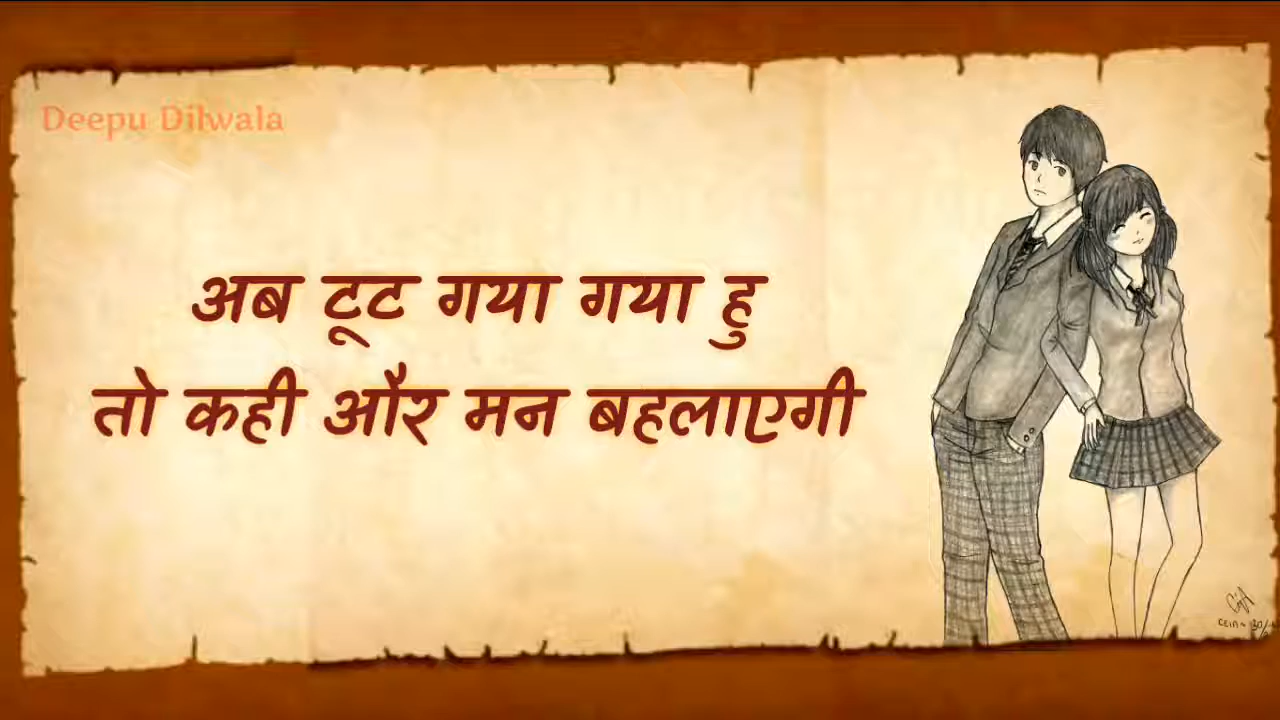 Deepu Dilwala
अब टूट गया गया हु
तो कही और मन बहलाएगी